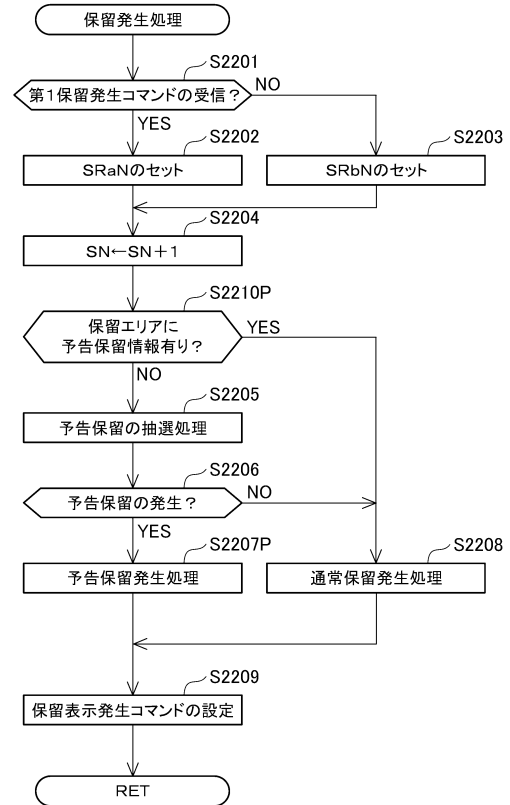 保留発生処理
S2201
第1保留発生コマンドの受信？
NO
YES
S2202
SRaNのセット
S2203
SRbNのセット
S2204
SN←SN＋1
S2210P
保留エリアに
予告保留情報有り？
YES
NO
S2205
予告保留の抽選処理
S2206
予告保留の発生？
NO
YES
S2207P
予告保留発生処理
S2208
通常保留発生処理
S2209
保留表示発生コマンドの設定
RET